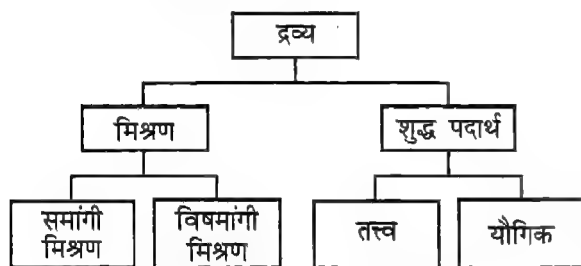 द्रव्य
मिश्रण
शुद्ध पदार्थ
समांगी
मिश्रण
विषमांगी
मिश्रण
तत्त्व
यौगिक